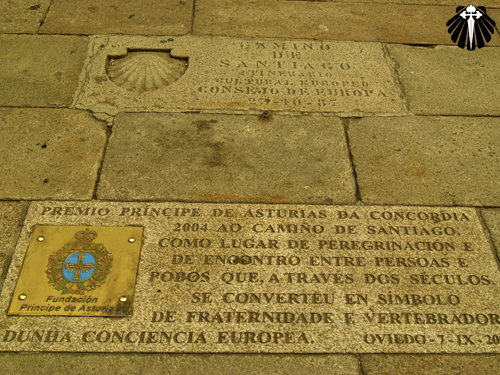 CAMINO
DE
SANTIAGO
ITINERARIO
CULTURAL EUROPEO
CONSEJO DE EUROPA
23-10-87
PREMIO PRÍNCIPE DE ASTURIAS DA CONCORDIA
2004 AO CAMIÑO DE SANTIAGO,
COMO LUGAR DE PEREGRINACIÓN E
DE ENCONTRO ENTRE PERSOAS E
POBOS QUE, A TRAVÉS DOS SÉCULOS,
SE CONVERTEU EN SÍMBOLO
DE FRATERNIDADE E VERTEBRADOR
DUNHA CONCIENCIA EUROPEA. OVIEDO-7-IX-20
Fundación
Príncipe de Asturias